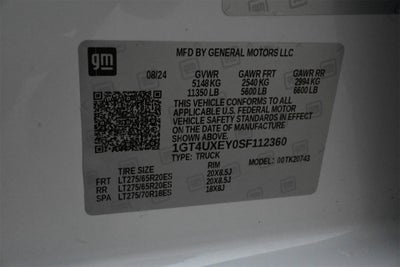 gm
MFD BY GENERAL MOTORS LLC
08/24 GVWR GAWR FRT GAWR RR
5148 KG 2540 KG 2994 KG
11350 LB 5600 LB 6600 LB
THIS VEHICLE CONFORMS TO ALL
APPLICABLE U.S. FEDERAL MOTOR
VEHICLE SAFETY STANDARDS IN EFFECT
ON THE DATE OF MANUFACTURE
SHOWN ABOVE.
1GT4UXEY0SF112360
TYPE: TRUCK MODEL: 00TK20743
TIRE SIZE RIM
FRT LT275/65R20ES 20X8.5J
RR LT275/65R20ES 20X8.5J
SPA LT275/70R18ES 18X8J